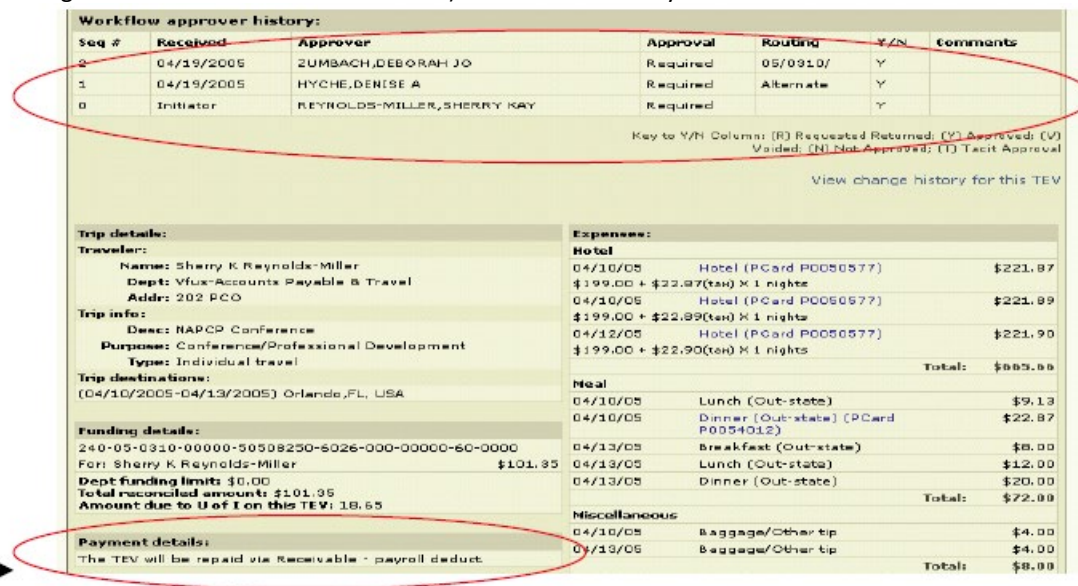 Workflow approver history:
Seq # Received Approver Approval Routing Y/N Comments
2 04/19/2005 ZUMBACH,DEBORAH JO Required 05/0310/ Y
1 04/19/2005 HYCHE,DENISE A Required Alternate Y
0 Initiator REYNOLDS-MILLER,SHERRY KAY Required Y
Key to Y/N Column: (R) Requested Returned; (Y) Approved; (V)
Voided; (N) Not Approved; (T) Tacit Approval
View change history for this TEV
Trip details:
Traveler:
Name: Sherry K Reynolds-Miller
Dept: Vfus-Accounts Payable & Travel
Addr: 202 PCO
Trip info:
Desc: NAPCP Conference
Purpose: Conference/Professional Development
Type: Individual travel
Trip destinations:
(04/10/2005-04/13/2005) Orlando,FL, USA
Funding details:
240-05-0310-00000-50508250-6026-000-00000-60-0000
For: Sherry K Reynolds-Miller $101.35
Dept funding limit: $0.00
Total reconciled amount: $101.35
Amount due to U of I on this TEV: 18.65
Payment details:
The TEV will be repaid via Receivable - payroll deduct
Expenses:
Hotel
04/10/05 Hotel (PCard P0050577) $221.87
$199.00 + $22.87(tax) X 1 nights
04/10/05 Hotel (PCard P0050577) $221.89
$199.00 + $22.89(tax) X 1 nights
04/12/05 Hotel (PCard P0050577) $221.90
$199.00 + $22.90(tax) X 1 nights
Total: $665.66
Meal
04/10/05 Lunch (Out-state) $9.13
04/10/05 Dinner (Out-state) (PCard
P0054012) $22.87
04/13/05 Breakfast (Out-state) $8.00
04/13/05 Lunch (Out-state) $12.00
04/13/05 Dinner (Out-state) $20.00
Total: $72.00
Miscellaneous
04/10/05 Baggage/Other tip $4.00
04/13/05 Baggage/Other tip $4.00
Total: $8.00